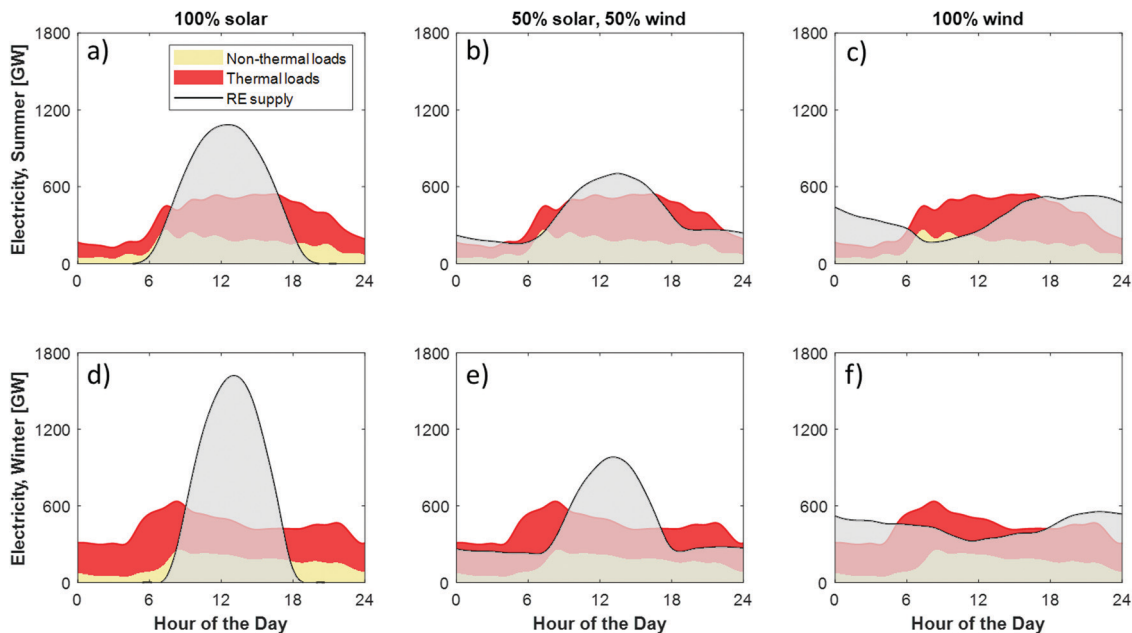 100% solar
50% solar, 50% wind
100% wind
Electricity, Summer [GW]
1800
1200
600
0
a)
Non-thermal loads
Thermal loads
RE supply
0 6 12 18 24
1800
1200
600
0
b)
0 6 12 18 24
1800
1200
600
0
c)
0 6 12 18 24
Electricity, Winter [GW]
1800
1200
600
0
d)
0 6 12 18 24
Hour of the Day
1800
1200
600
0
e)
0 6 12 18 24
Hour of the Day
1800
1200
600
0
f)
0 6 12 18 24
Hour of the Day